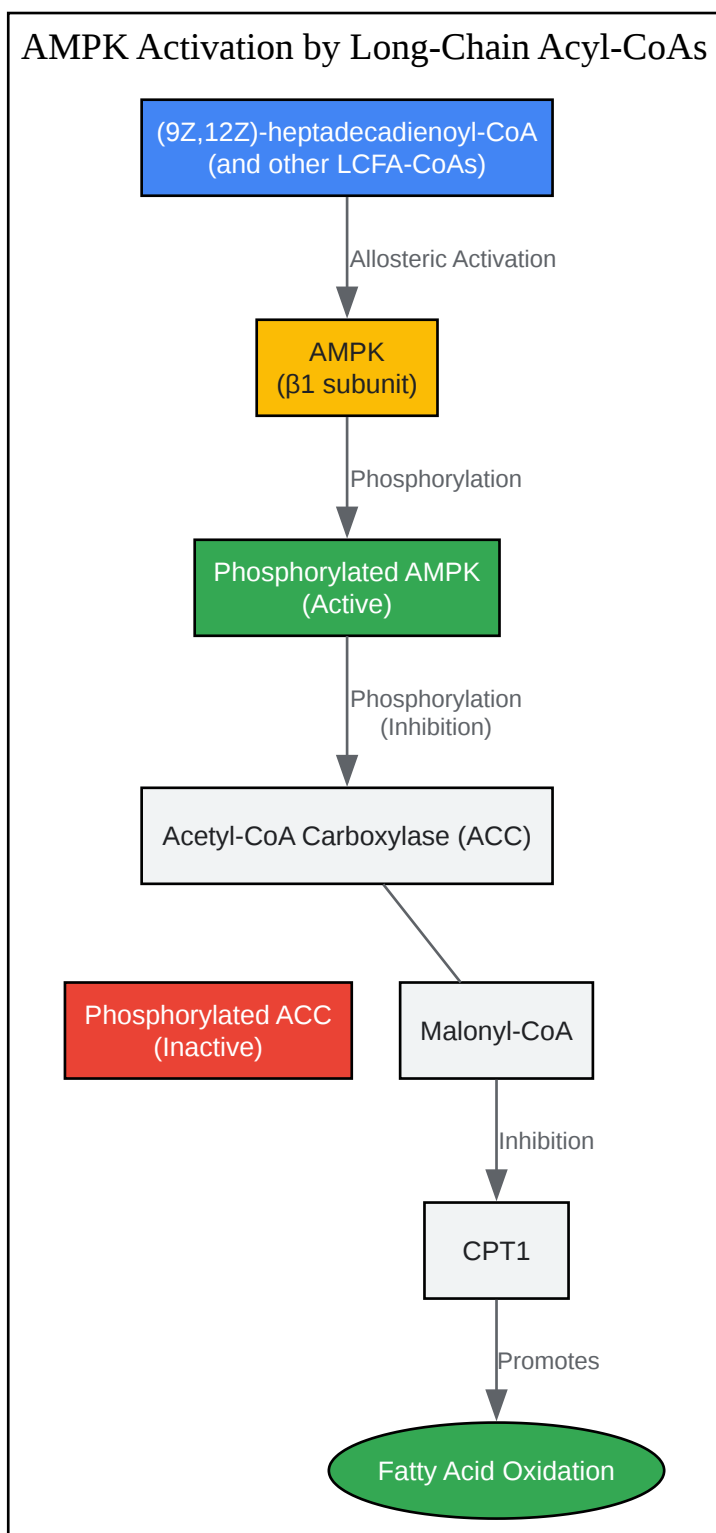 AMPK Activation by Long-Chain Acyl-CoAs
(9Z,12Z)-heptadecadienoyl-CoA
(and other LCFA-CoAs)
Allosteric Activation
AMPK
(β1 subunit)
Phosphorylation
Phosphorylated AMPK
(Active)
Phosphorylation
(Inhibition)
Acetyl-CoA Carboxylase (ACC)
Phosphorylated ACC
(Inactive)
Malonyl-CoA
Inhibition
CPT1
Promotes
Fatty Acid Oxidation